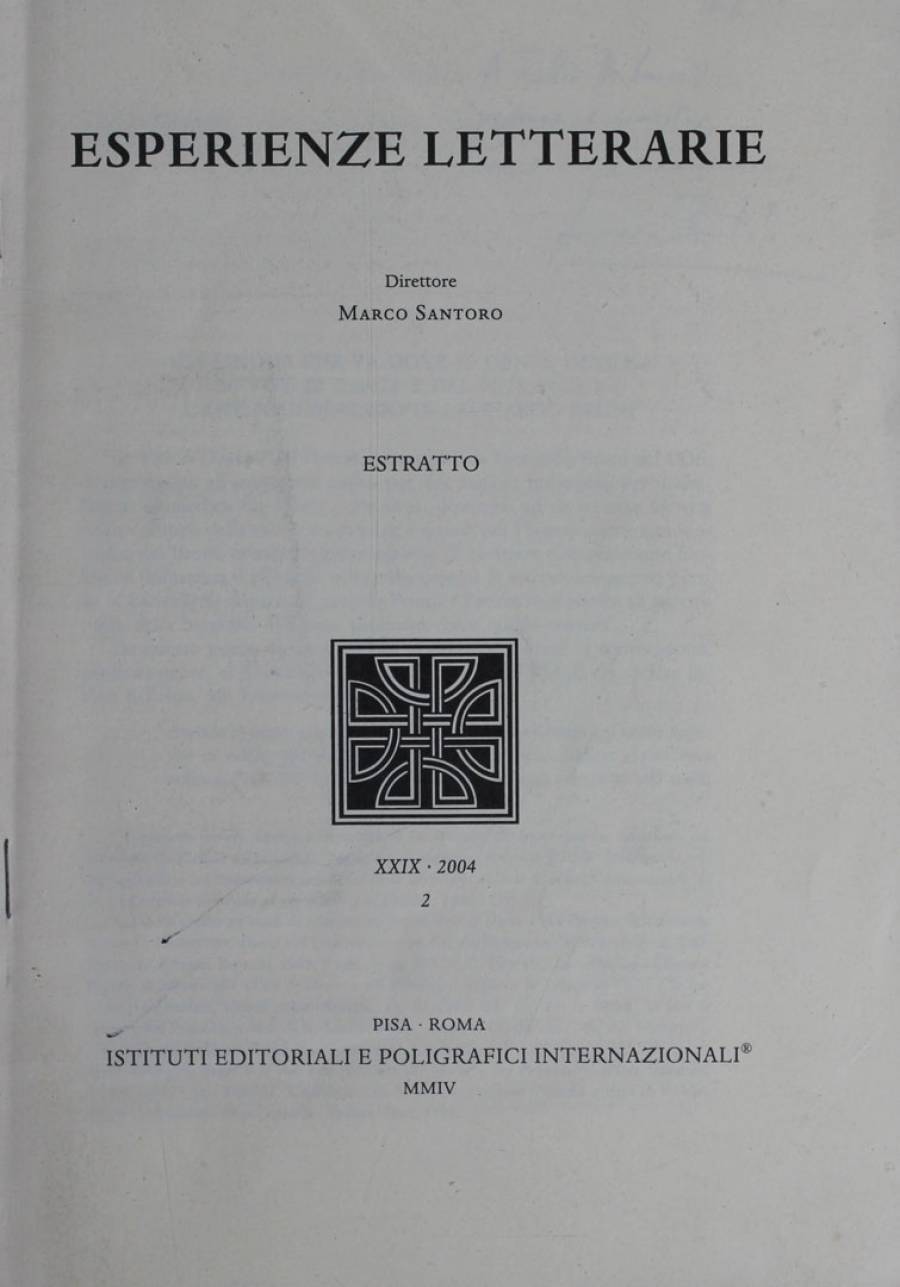 ESPERIENZE LETTERARIE
Direttore
MARCO SANTORO
ESTRATTO
XXIX · 2004
2
PISA · ROMA
ISTITUTI EDITORIALI E POLIGRAFICI INTERNAZIONALI®
MMIV